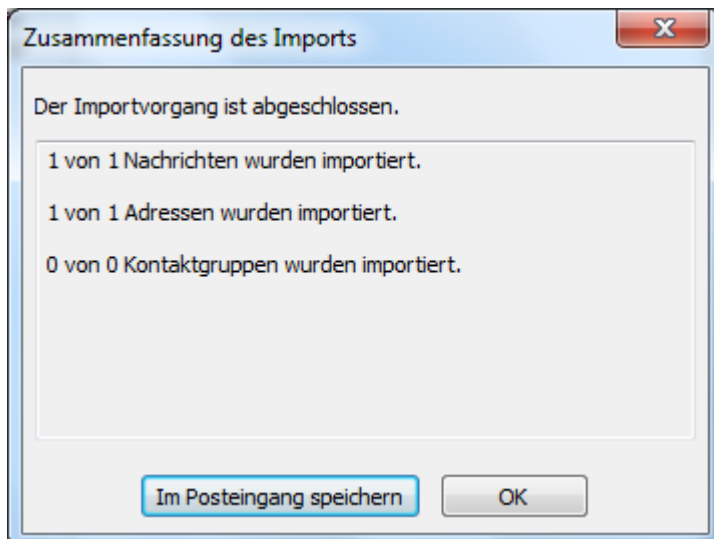 Zusammenfassung des Imports
Der Importvorgang ist abgeschlossen.
1 von 1 Nachrichten wurden importiert.
1 von 1 Adressen wurden importiert.
0 von 0 Kontaktgruppen wurden importiert.
Im Posteingang speichern
OK